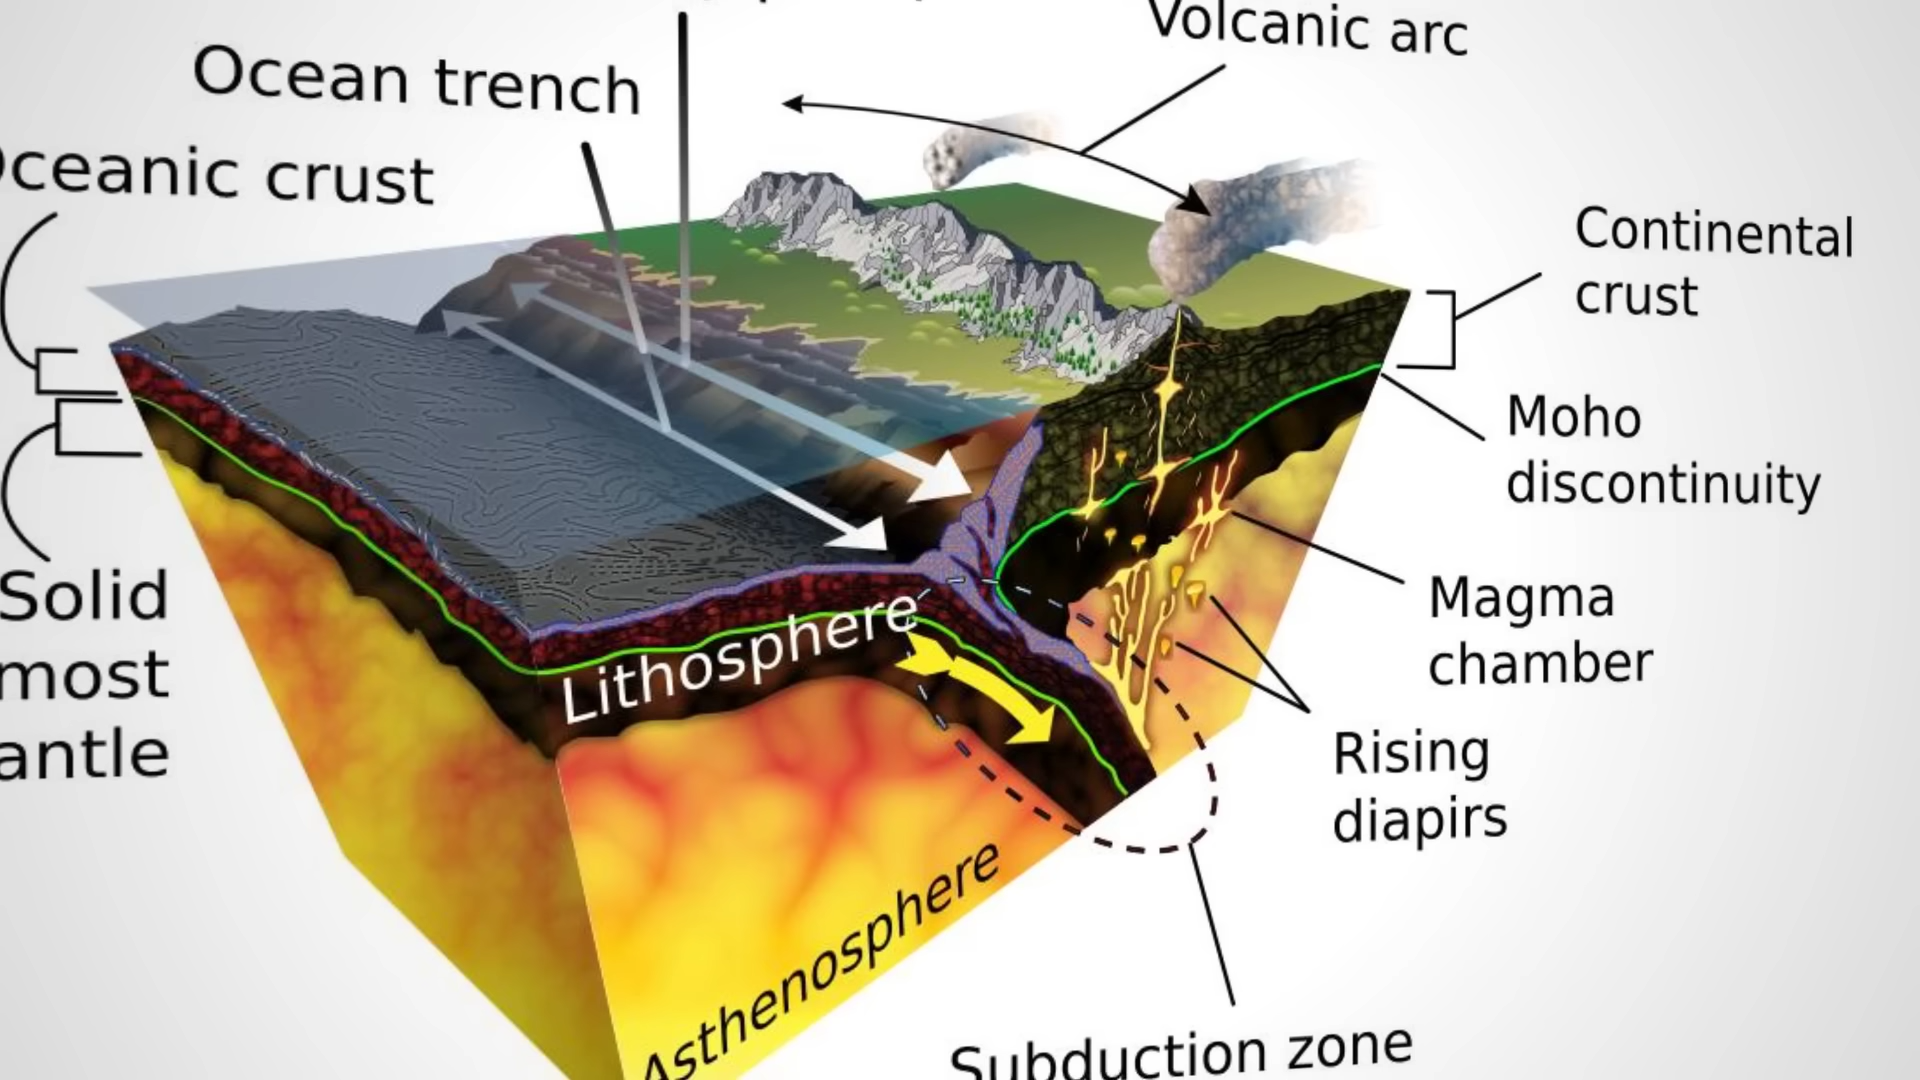 Volcanic arc
Ocean trench
Oceanic crust
Continental
crust
Moho
discontinuity
Solid
most
antle
Lithosphere
Magma
chamber
Rising
diapirs
Asthenosphere
Subduction zone